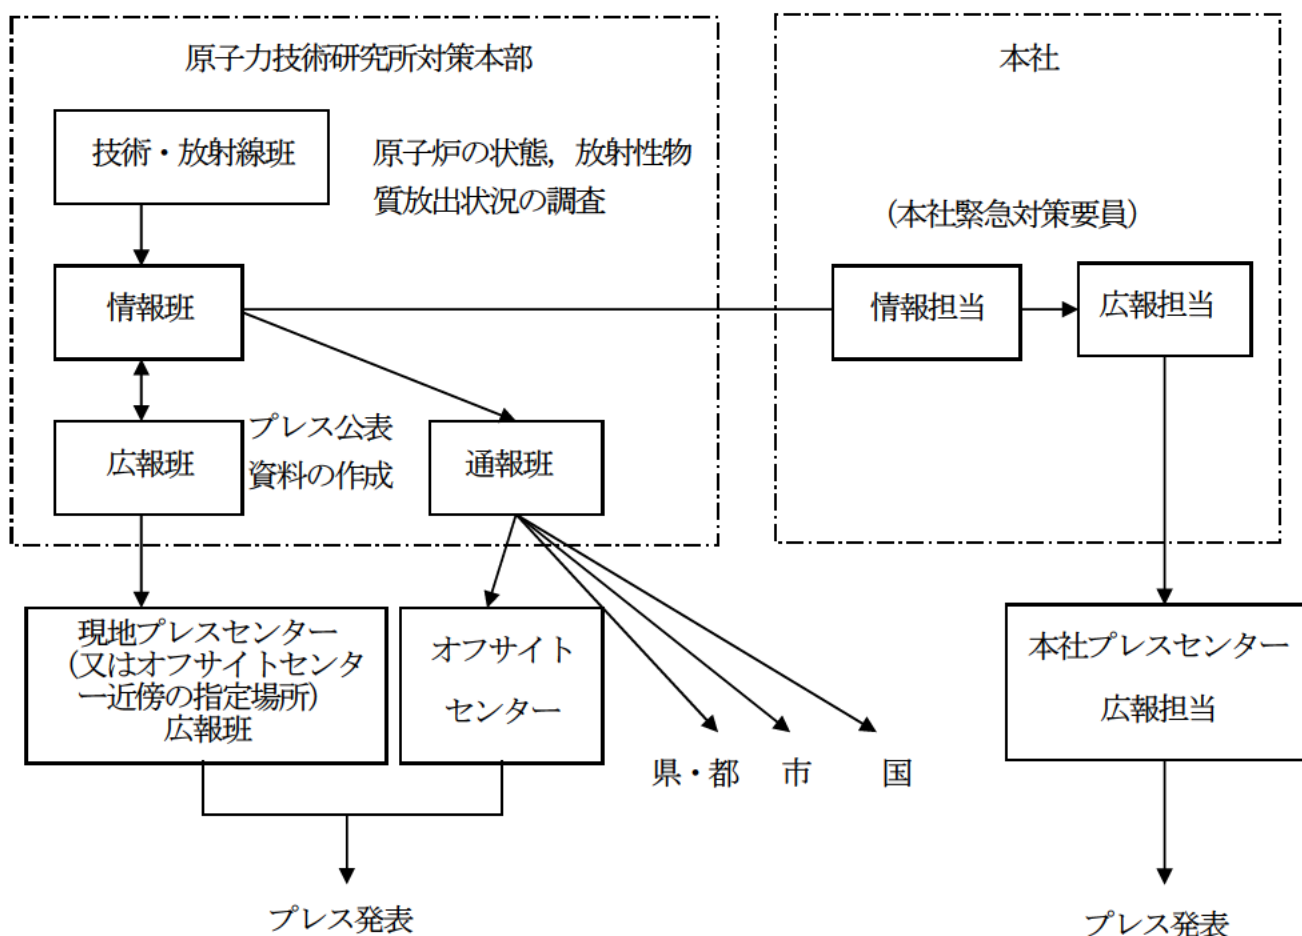 原子力技術研究所対策本部
本社
技術・放射線班
原子炉の状態，放射性物
質放出状況の調査
（本社緊急対策要員）
情報班
情報担当
広報担当
広報班
プレス公表
資料の作成
通報班
現地プレスセンター
（又はオフサイトセンタ
ー近傍の指定場所）
広報班
オフサイト
センター
県・都
市
国
本社プレスセンター
広報担当
プレス発表
プレス発表